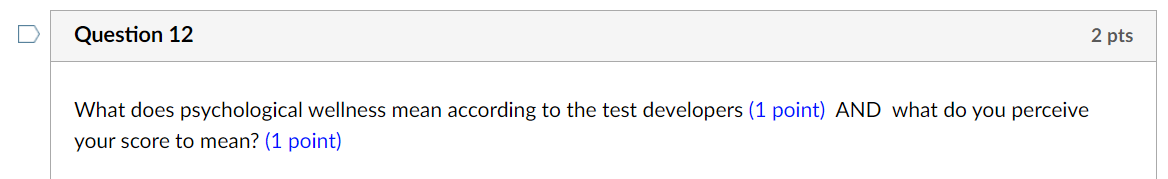 Question 12
2 pts
What does psychological wellness mean according to the test developers (1 point) AND what do you perceive
your score to mean? (1 point)